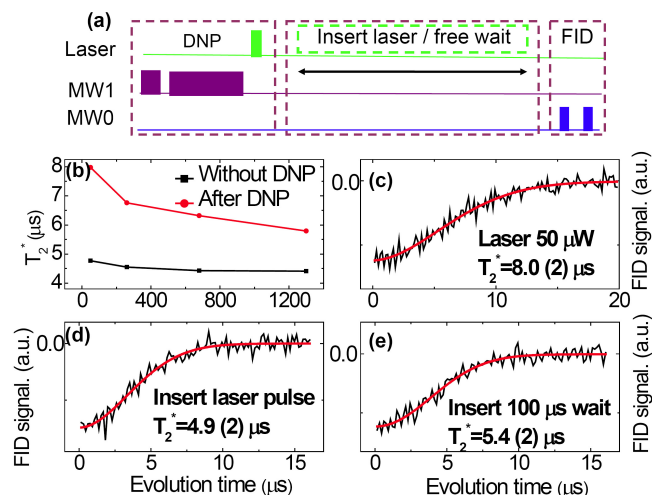 (a)
DNP
Insert laser / free wait
FID
Laser
MW1
MW0
(b)
Without DNP
After DNP
T2* (μs)
8
7
6
5
4
0 400 800 1200
(c)
0.0
Laser 50 μW
T2*=8.0 (2) μs
0 5 10 15 20
FID signal. (a.u.)
(d)
0.0
Insert laser pulse
T2*=4.9 (2) μs
0 5 10 15
Evolution time (μs)
FID signal. (a.u.)
(e)
0.0
Insert 100 μs wait
T2*=5.4 (2) μs
0 5 10 15
Evolution time (μs)
FID signal. (a.u.)